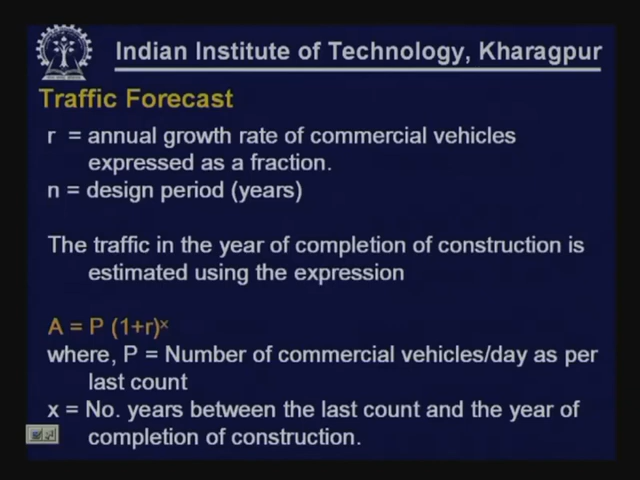 Indian Institute of Technology, Kharagpur
Traffic Forecast
r = annual growth rate of commercial vehicles
expressed as a fraction.
n = design period (years)
The traffic in the year of completion of construction is
estimated using the expression
A = P (1+r)ˣ
where, P = Number of commercial vehicles/day as per
last count
x = No. years between the last count and the year of
completion of construction.